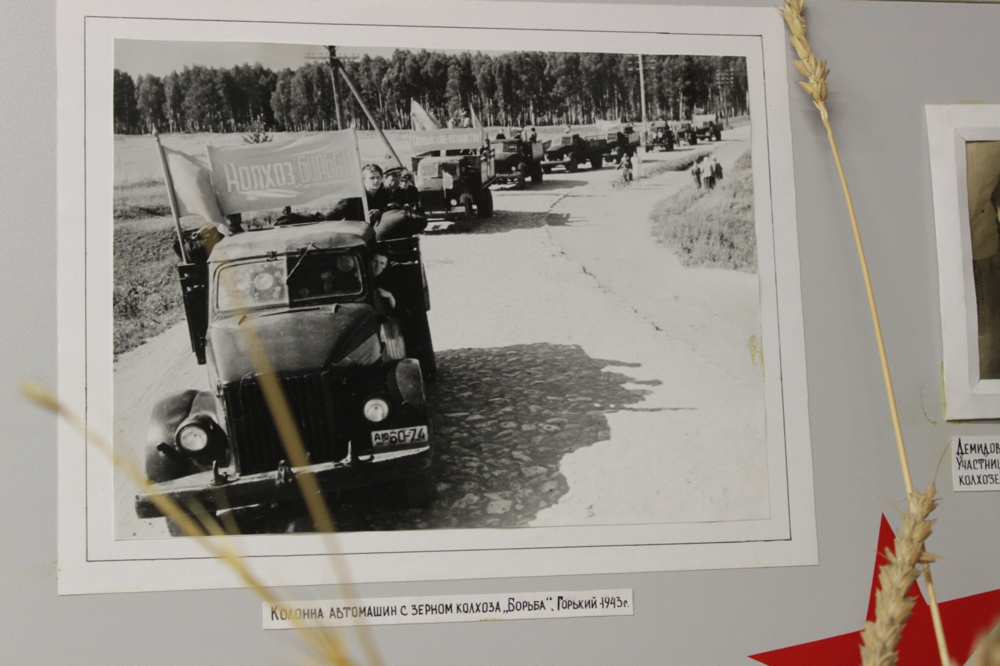 Колхоз „Борьба“
Первый хлеб-государству
АЮ 60-74
Колонна автомашин с зерном колхоза „Борьба“. Горький-1943г.
Демидов
Участниц
колхозе